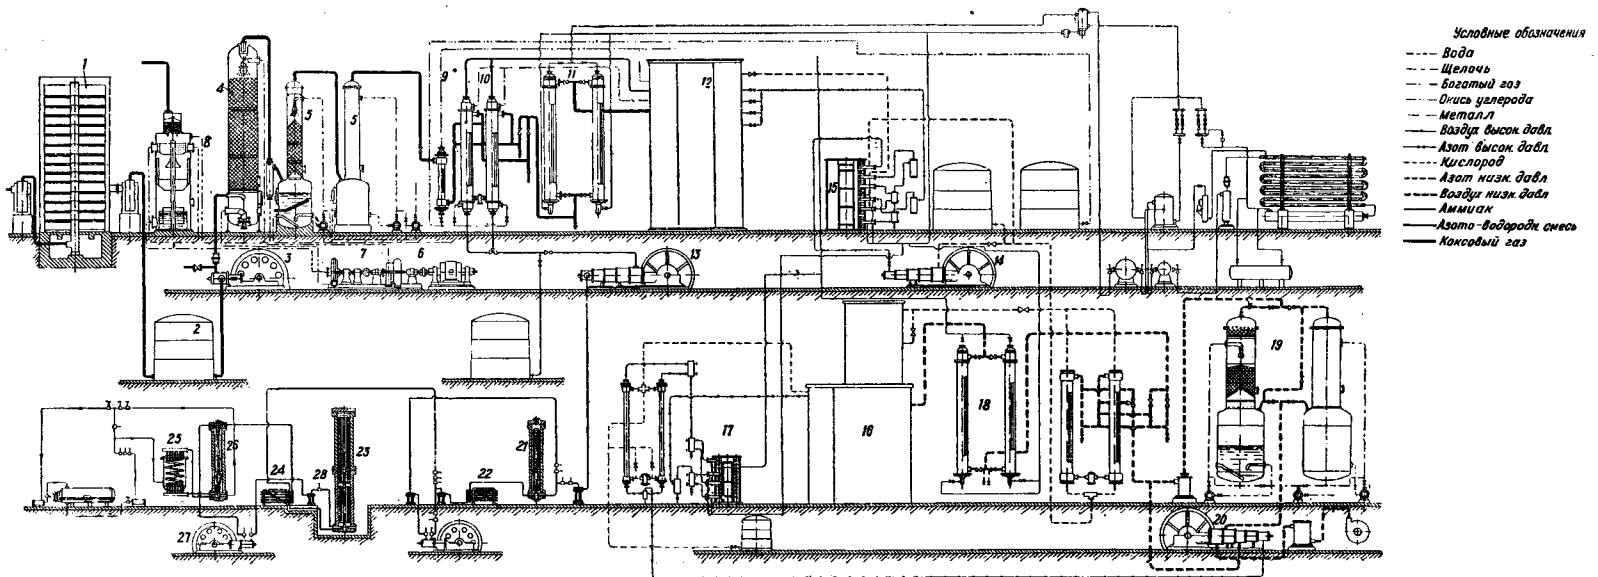 Условные обозначения
Вода
Щелочь
Богатый газ
Окись углерода
Металл
Воздух высок. давл.
Азот высок. давл.
Кислород
Азот низк. давл.
Воздух низк. давл.
Аммиак
Азото-водородн. смесь
Коксовый газ
1
8
4
5
5
9
10
11
12
15
3
7
6
13
14
2
25
26
24
28
23
22
21
17
16
18
19
27
20